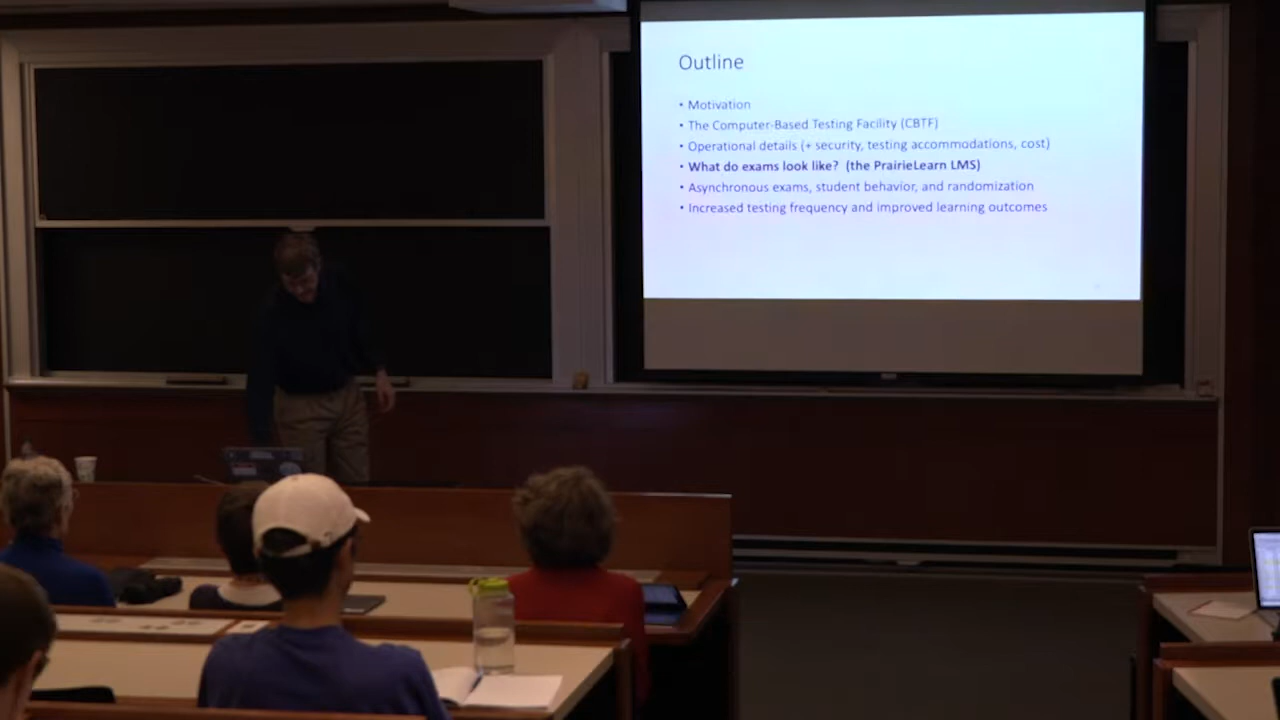 Outline
• Motivation
• The Computer-Based Testing Facility (CBTF)
• Operational details (+ security, testing accommodations, cost)
• What do exams look like? (the PrairieLearn LMS)
• Asynchronous exams, student behavior, and randomization
• Increased testing frequency and improved learning outcomes